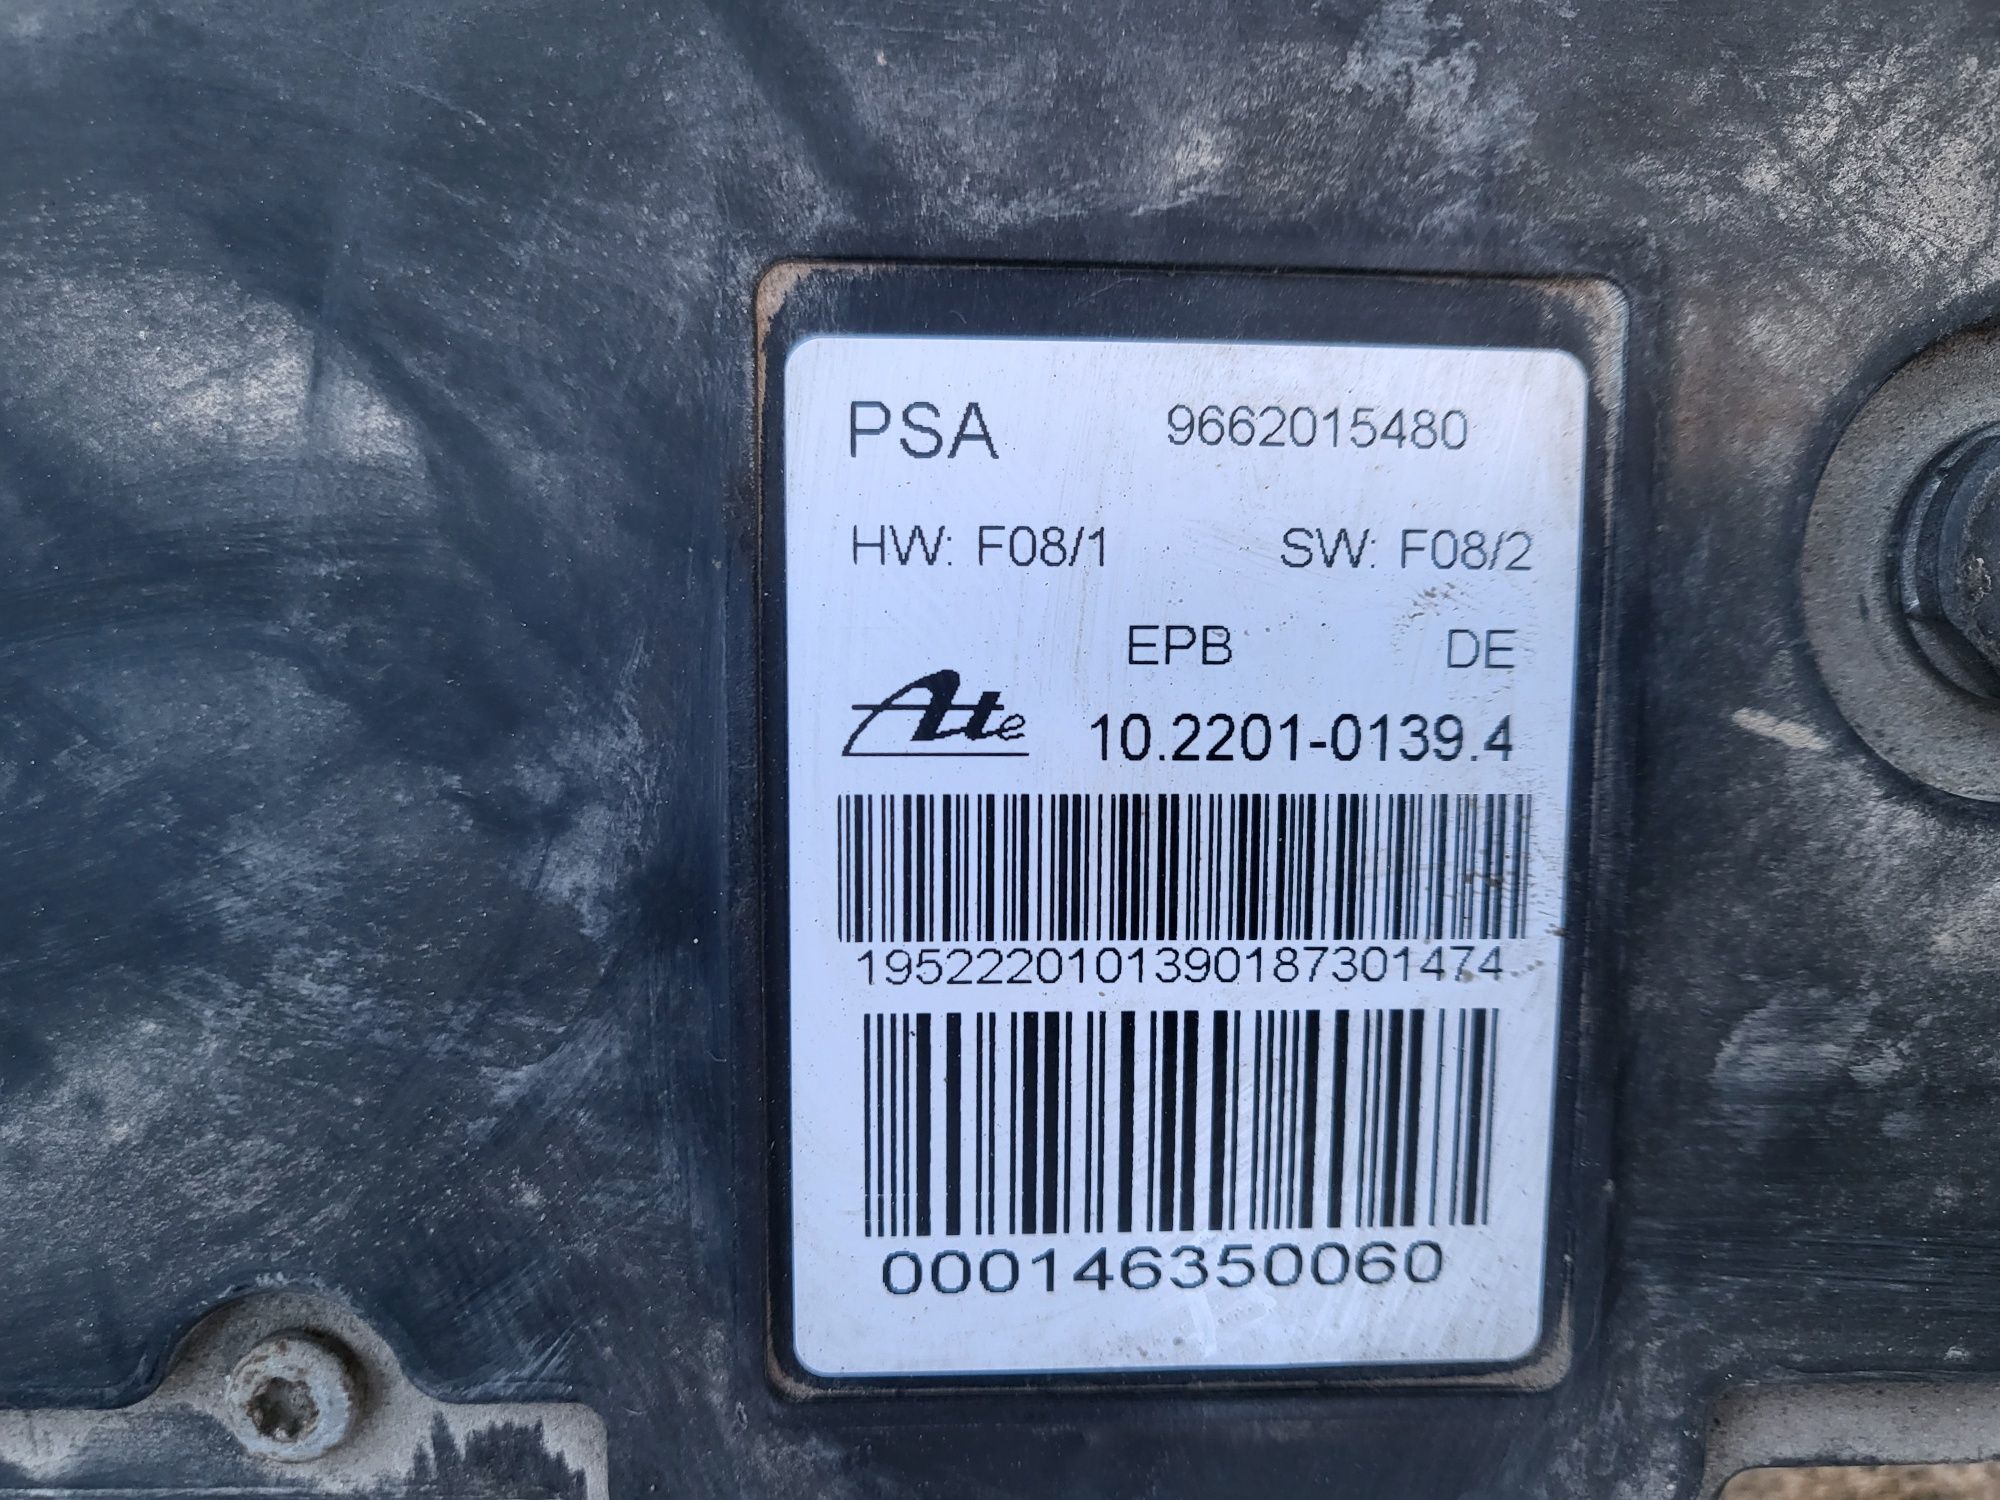 PSA 9662015480
HW: F08/1 SW: F08/2
EPB DE
Ate 10.2201-0139.4
1952220101390187301474
000146350060